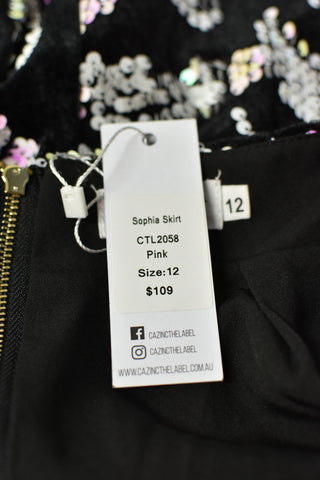 Sophia Skirt
CTL2058
Pink
Size:12
$109
CAZINCTHELABEL
CAZINCTHELABEL
WWW.CAZINCTHELABEL.COM.AU
12